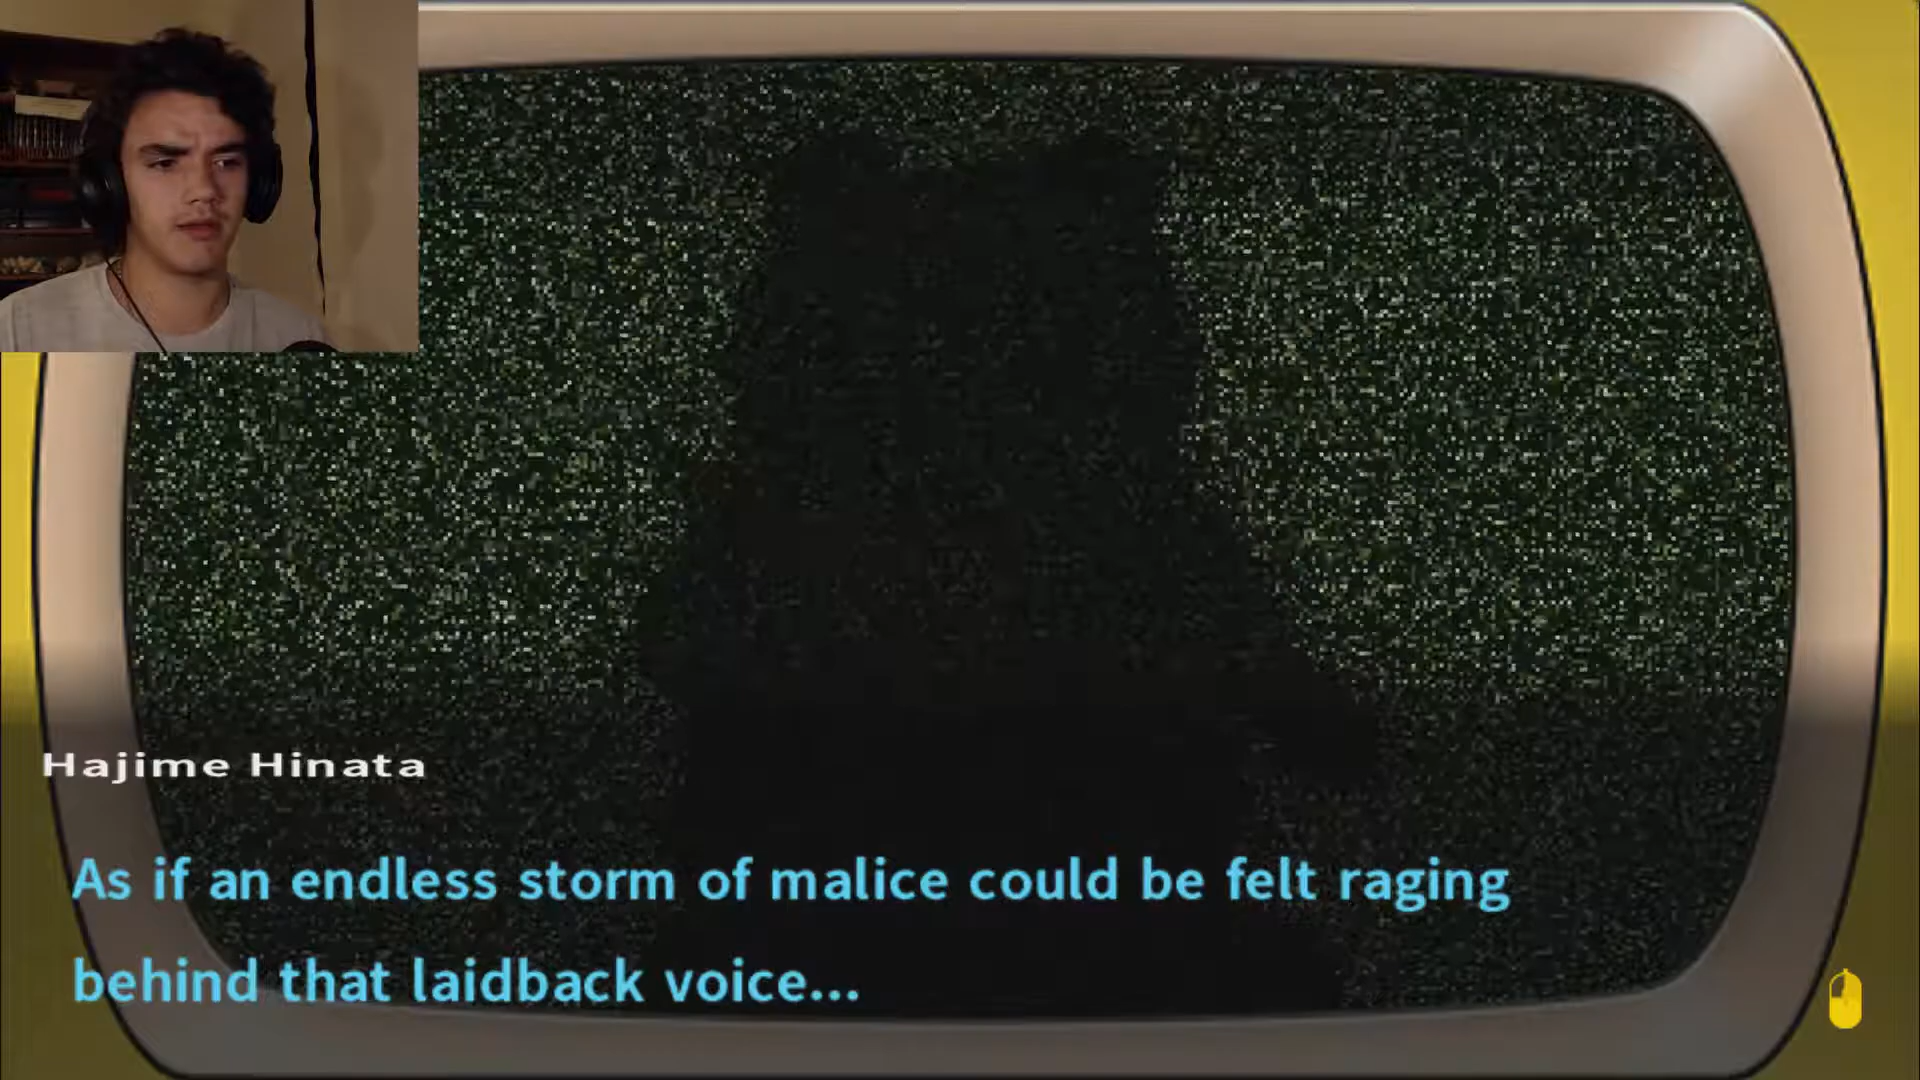 Hajime Hinata
As if an endless storm of malice could be felt raging
behind that laidback voice...